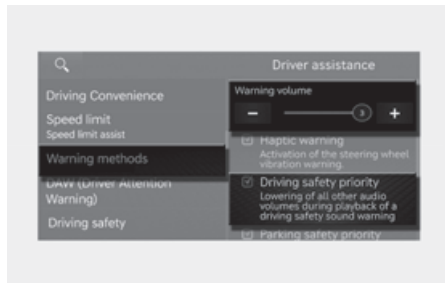 Driver assistance
Driving Convenience
Speed limit
Speed limit assist
Warning methods
DAW (Driver Attention
Warning)
Driving safety
Warning volume
− 3 +
Haptic warning
Activation of the steering wheel
vibration warning.
Driving safety priority
Lowering of all other audio
volumes during playback of a
driving safety sound warning
Parking safety priority